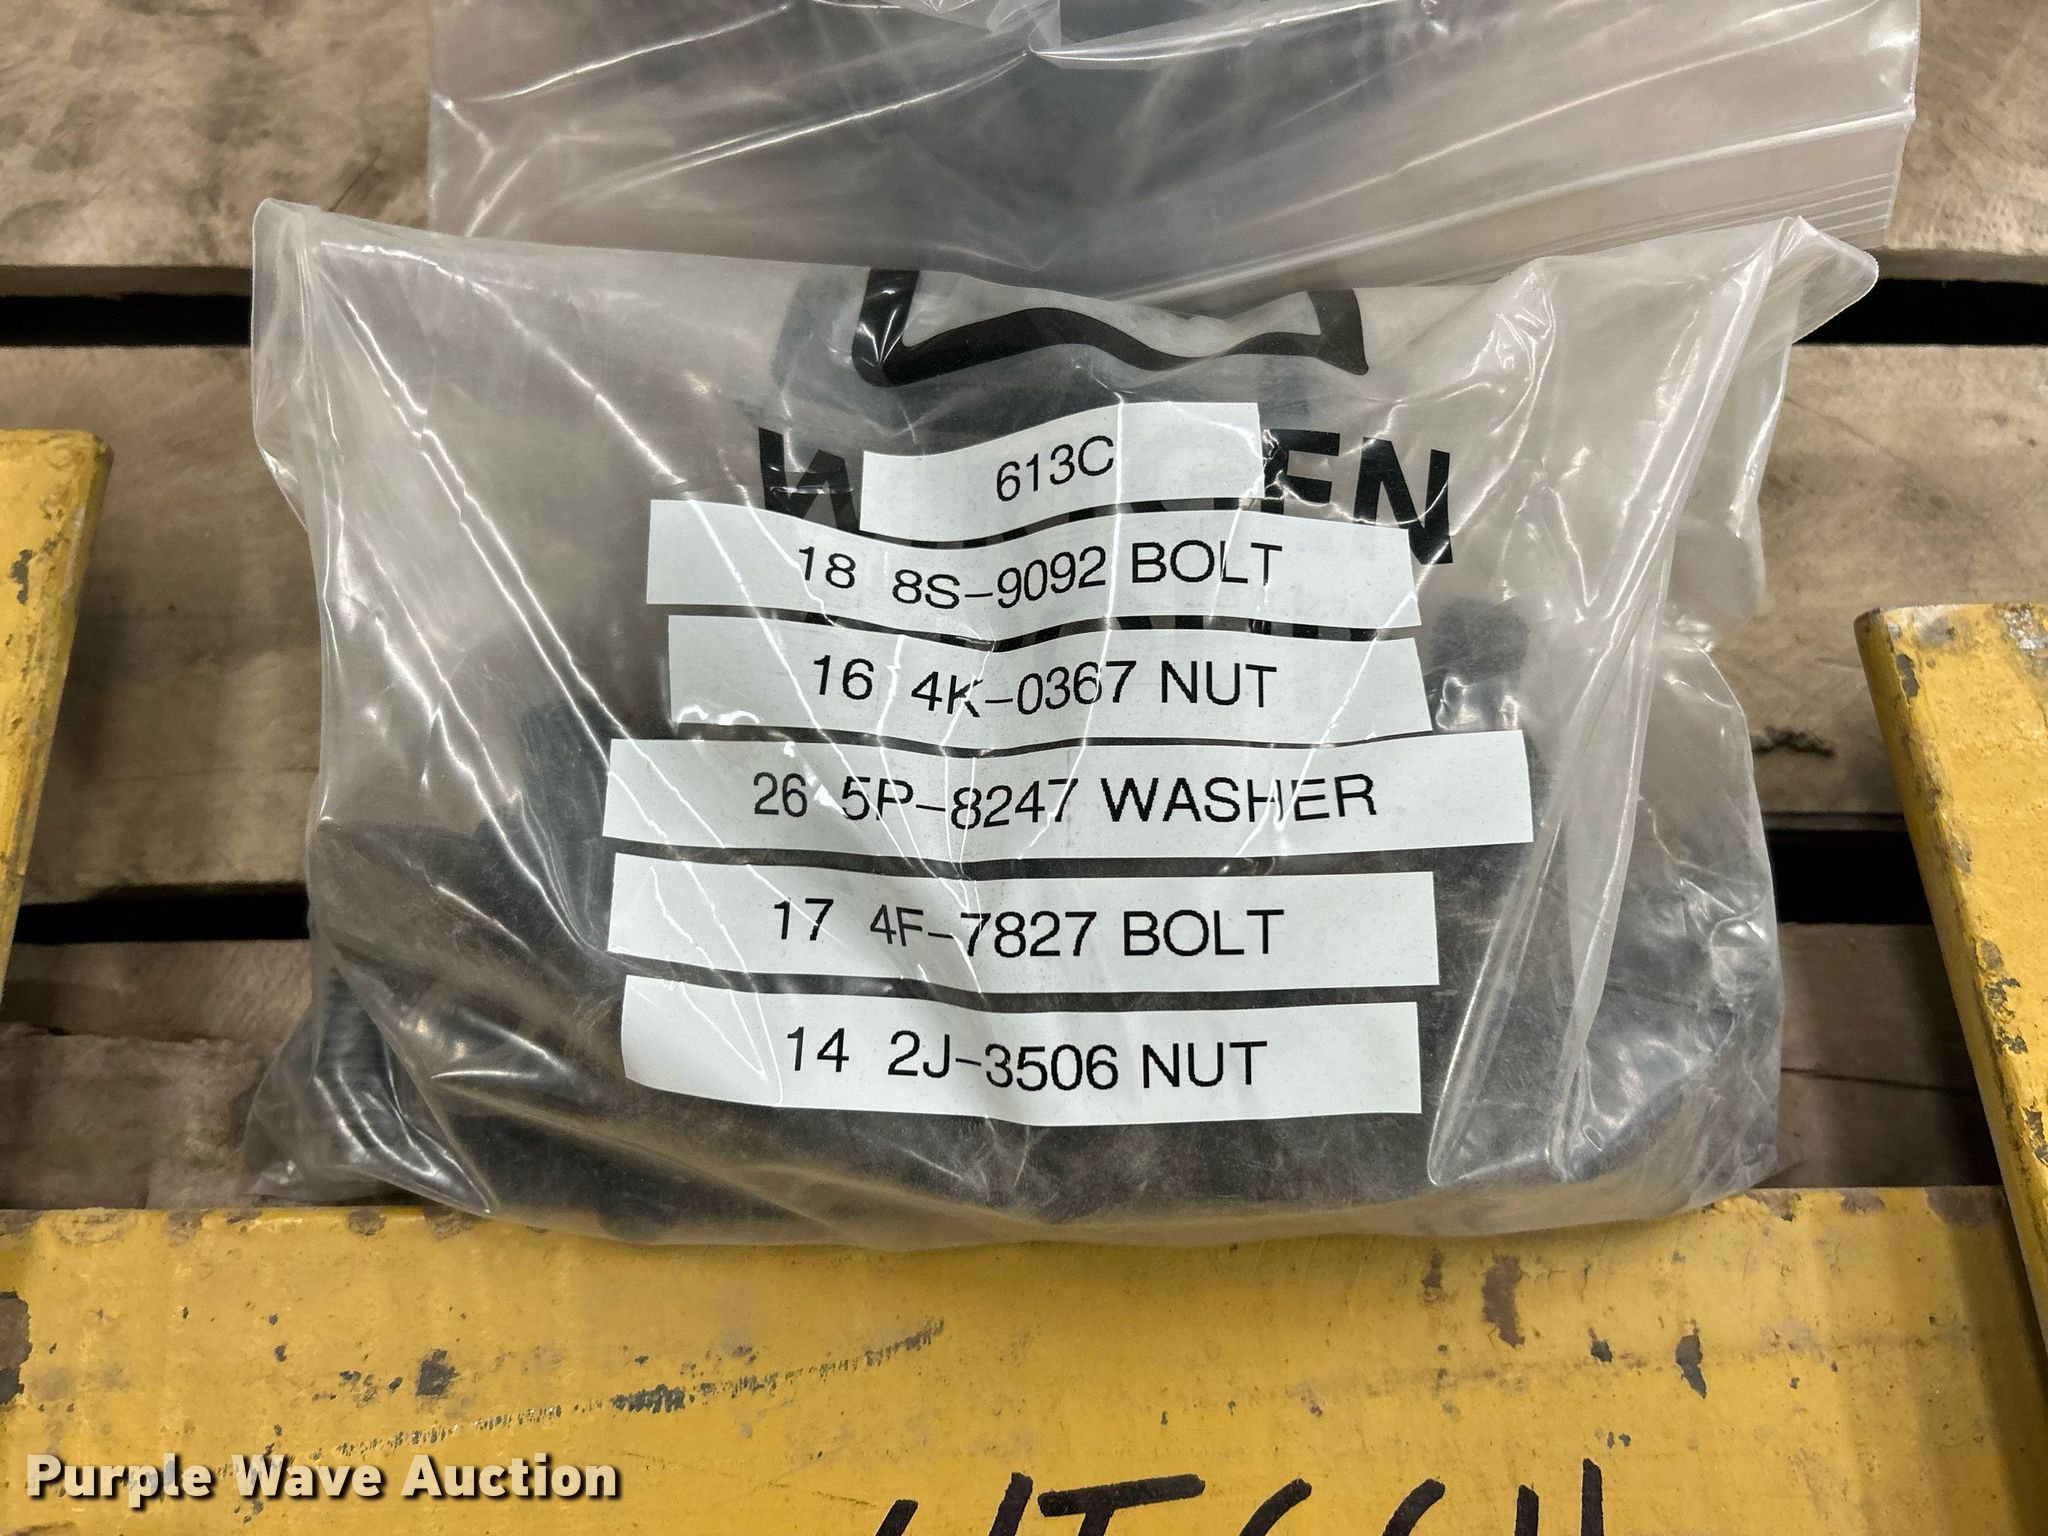 613C
18 8S-9092 BOLT
16 4K-0367 NUT
26 5P-8247 WASHER
17 4F-7827 BOLT
14 2J-3506 NUT
Purple Wave Auction